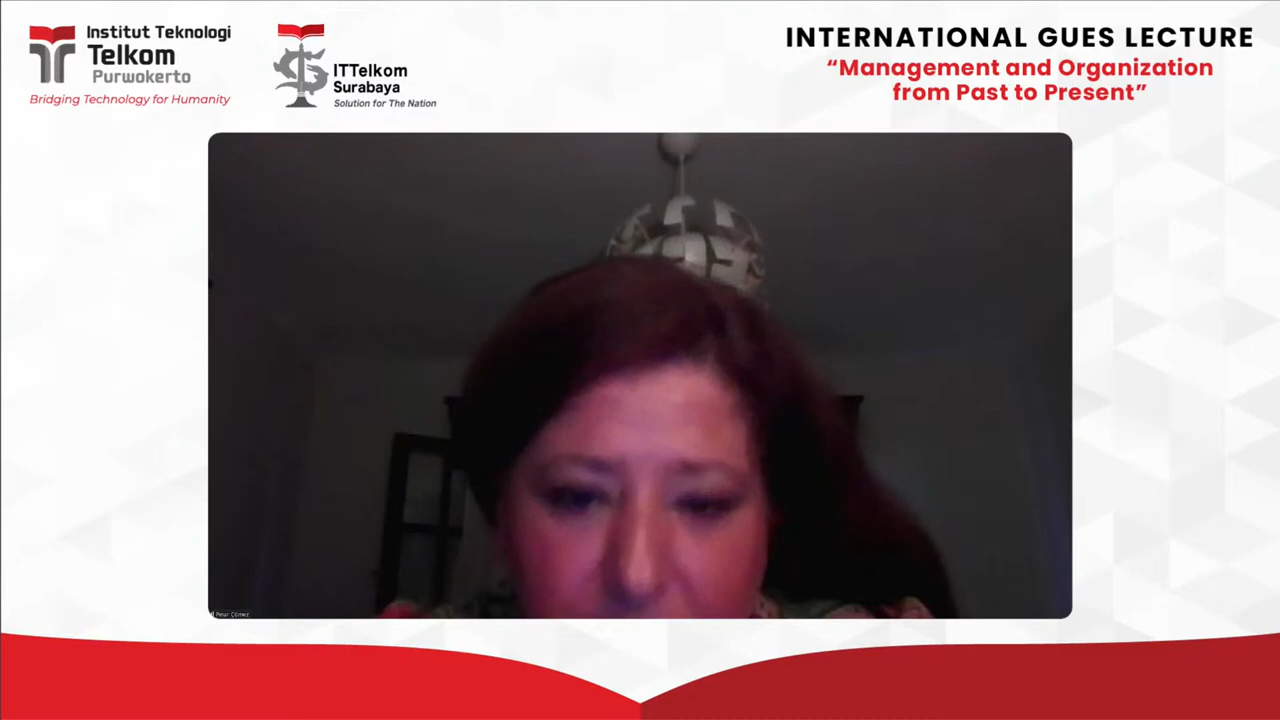 Institut Teknologi
Telkom
Purwokerto
Bridging Technology for Humanity
ITTelkom
Surabaya
Solution for The Nation
INTERNATIONAL GUES LECTURE
“Management and Organization
from Past to Present”